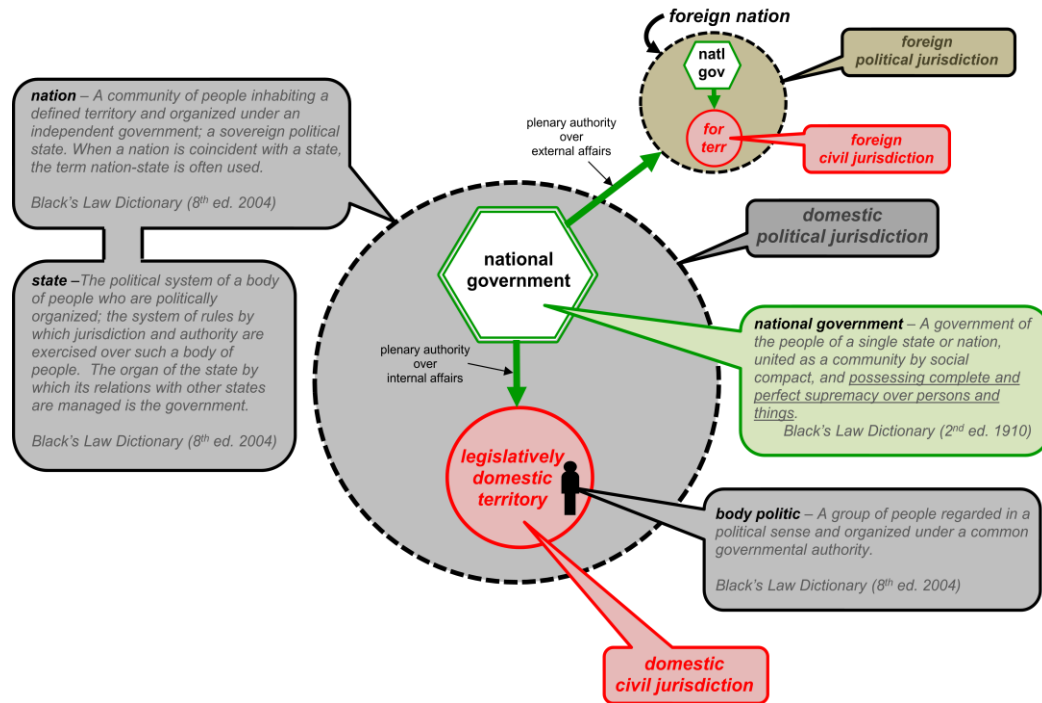 foreign nation
natl
gov
for
terr
foreign
political jurisdiction
foreign
civil jurisdiction
nation – A community of people inhabiting a
defined territory and organized under an
independent government; a sovereign political
state. When a nation is coincident with a state,
the term nation-state is often used.
Black's Law Dictionary (8th ed. 2004)
plenary authority
over
external affairs
domestic
political jurisdiction
national
government
state –The political system of a body
of people who are politically
organized; the system of rules by
which jurisdiction and authority are
exercised over such a body of
people. The organ of the state by
which its relations with other states
are managed is the government.
Black's Law Dictionary (8th ed. 2004)
plenary authority
over
internal affairs
national government – A government of
the people of a single state or nation,
united as a community by social
compact, and possessing complete and
perfect supremacy over persons and
things.
Black's Law Dictionary (2nd ed. 1910)
legislatively
domestic
territory
body politic – A group of people regarded in a
political sense and organized under a common
governmental authority.
Black's Law Dictionary (8th ed. 2004)
domestic
civil jurisdiction